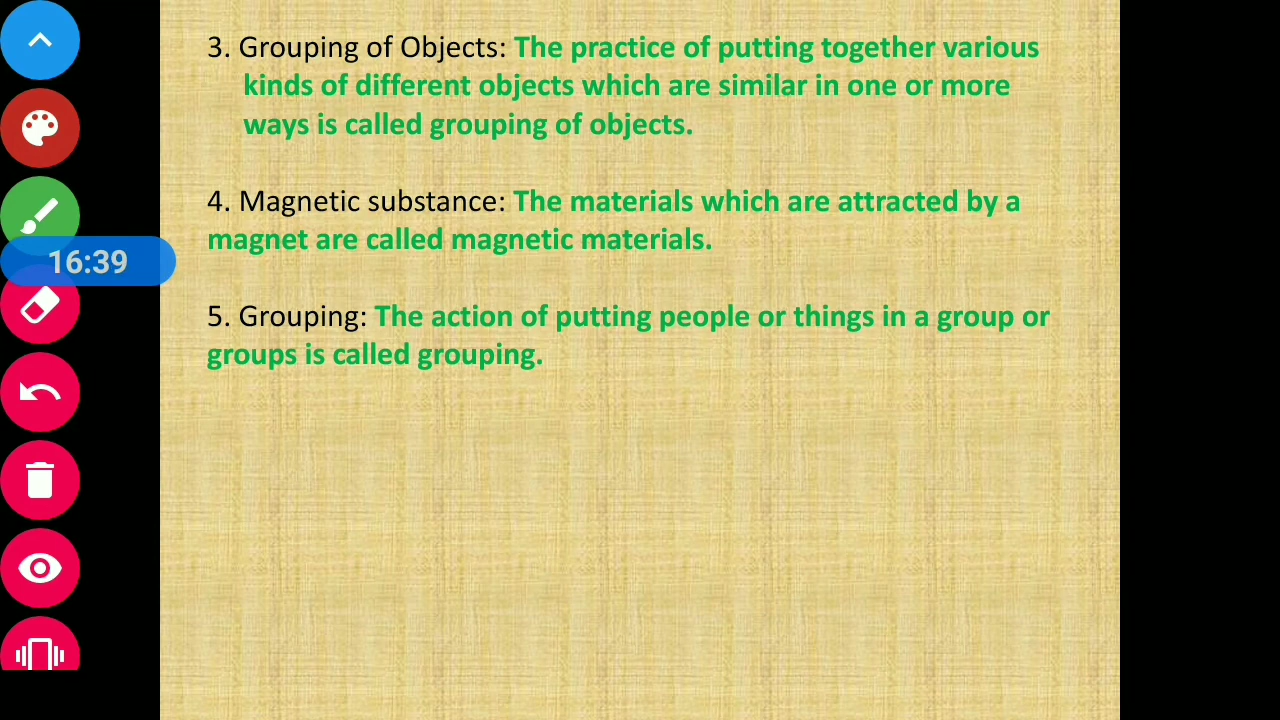 3. Grouping of Objects: The practice of putting together various
kinds of different objects which are similar in one or more
ways is called grouping of objects.
4. Magnetic substance: The materials which are attracted by a
magnet are called magnetic materials.
16:39
5. Grouping: The action of putting people or things in a group or
groups is called grouping.